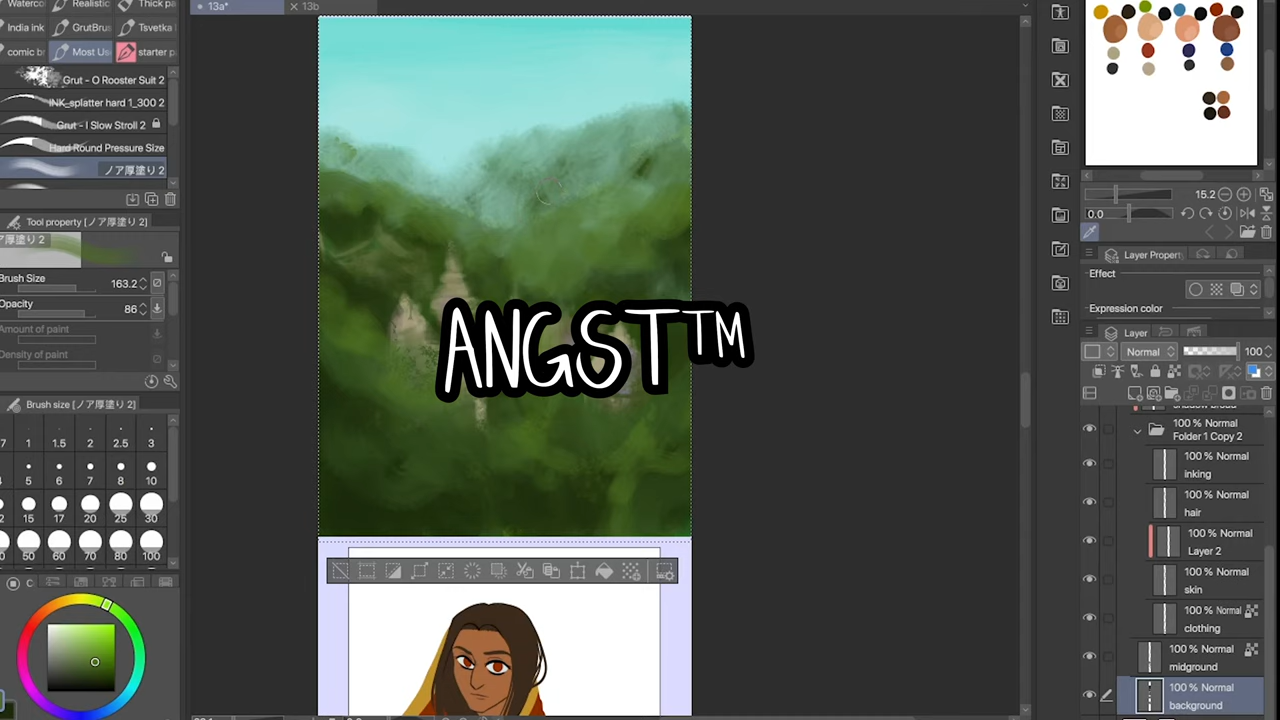 13a*
13b
Waterco
Realistic
Thick pa
India ink
GrutBrus
Tsvetka
comic br
Most Us
starter p
Grut - O Rooster Suit 2
INK_splatter hard 1_300 2
Grut - I Slow Stroll 2
Hard Round Pressure Size
ノア厚塗り 2
Tool property [ノア厚塗り 2]
ア厚塗り 2
Brush Size 163.2
Opacity 86
Amount of paint
Density of paint
Brush size [ノア厚塗り 2]
7 1 1.5 2 2.5 3
5 6 7 8 10
2 15 17 20 25 30
0 50 60 70 80 100
C
ANGST™
15.2
0.0
Layer Propert
Effect
Expression color
Layer
Normal 100
100 % Normal
Folder 1 Copy 2
100 % Normal
inking
100 % Normal
hair
100 % Normal
Layer 2
100 % Normal
skin
100 % Normal
clothing
100 % Normal
midground
100 % Normal
background